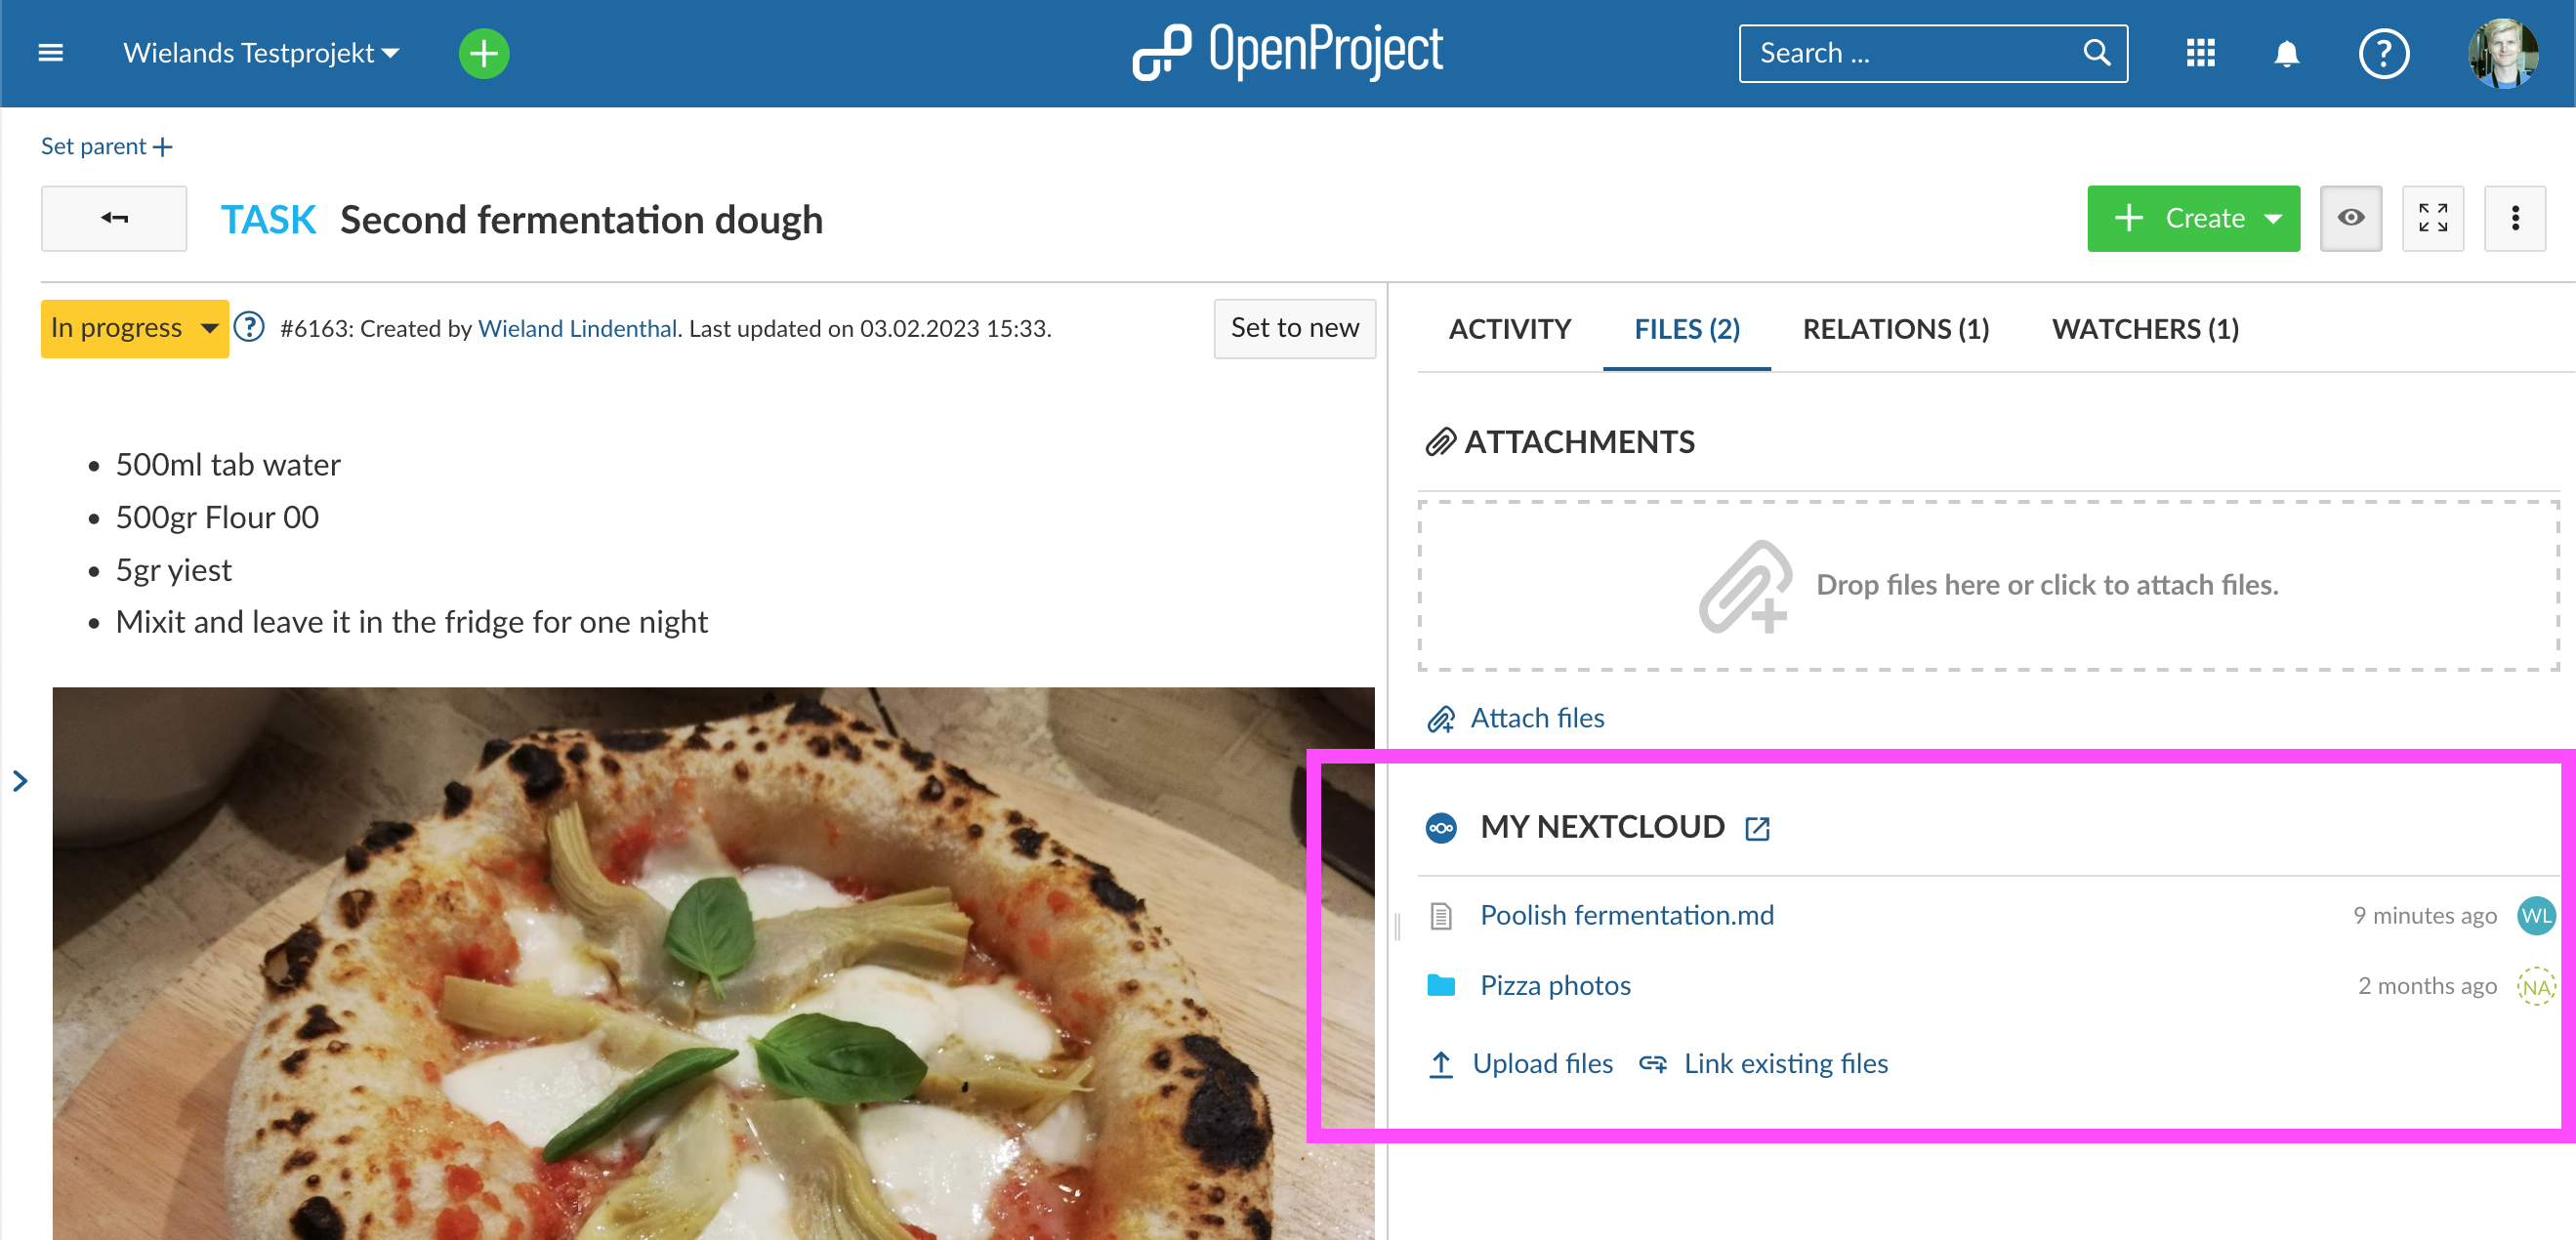 Wielands Testprojekt
OpenProject
Search ...
?
Set parent
TASK Second fermentation dough
Create
In progress
? #6163: Created by Wieland Lindenthal. Last updated on 03.02.2023 15:33.
Set to new
ACTIVITY FILES (2) RELATIONS (1) WATCHERS (1)
500ml tab water
500gr Flour 00
5gr yiest
Mixit and leave it in the fridge for one night
ATTACHMENTS
Drop files here or click to attach files.
Attach files
MY NEXTCLOUD
Poolish fermentation.md 9 minutes ago WL
Pizza photos 2 months ago NA
Upload files Link existing files